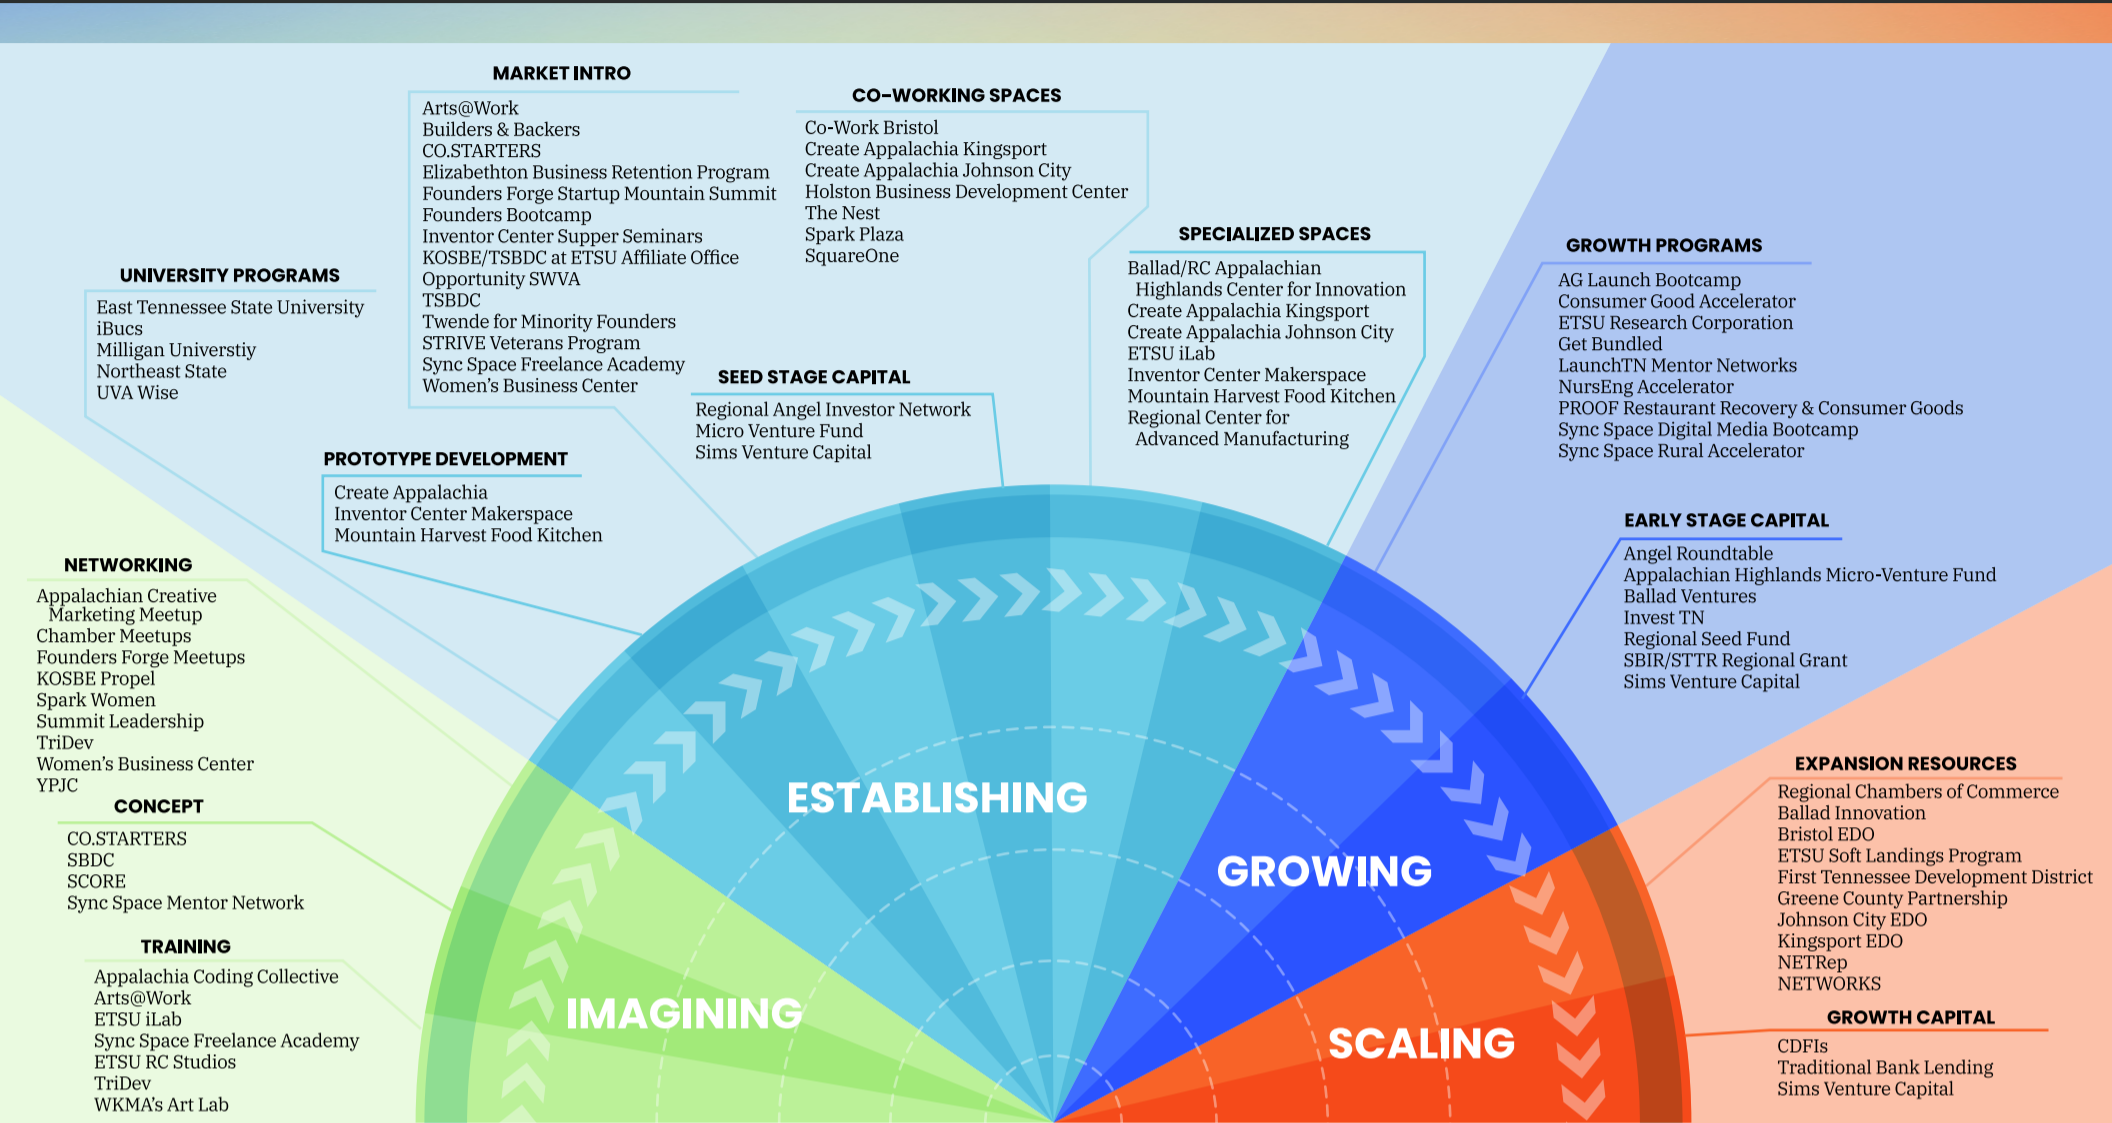 MARKET INTRO
Arts@Work
Builders & Backers
CO.STARTERS
Elizabethton Business Retention Program
Founders Forge Startup Mountain Summit
Founders Bootcamp
Inventor Center Supper Seminars
KOSBE/TSBDC at ETSU Affiliate Office
Opportunity SWVA
TSBDC
Twende for Minority Founders
STRIVE Veterans Program
Sync Space Freelance Academy
Women's Business Center
CO-WORKING SPACES
Co-Work Bristol
Create Appalachia Kingsport
Create Appalachia Johnson City
Holston Business Development Center
The Nest
Spark Plaza
SquareOne
SPECIALIZED SPACES
Ballad/RC Appalachian
Highlands Center for Innovation
Create Appalachia Kingsport
Create Appalachia Johnson City
ETSU iLab
Inventor Center Makerspace
Mountain Harvest Food Kitchen
Regional Center for
Advanced Manufacturing
GROWTH PROGRAMS
AG Launch Bootcamp
Consumer Good Accelerator
ETSU Research Corporation
Get Bundled
LaunchTN Mentor Networks
NursEng Accelerator
PROOF Restaurant Recovery & Consumer Goods
Sync Space Digital Media Bootcamp
Sync Space Rural Accelerator
UNIVERSITY PROGRAMS
East Tennessee State University
iBucs
Milligan Universtiy
Northeast State
UVA Wise
SEED STAGE CAPITAL
Regional Angel Investor Network
Micro Venture Fund
Sims Venture Capital
PROTOTYPE DEVELOPMENT
Create Appalachia
Inventor Center Makerspace
Mountain Harvest Food Kitchen
EARLY STAGE CAPITAL
Angel Roundtable
Appalachian Highlands Micro-Venture Fund
Ballad Ventures
Invest TN
Regional Seed Fund
SBIR/STTR Regional Grant
Sims Venture Capital
NETWORKING
Appalachian Creative
Marketing Meetup
Chamber Meetups
Founders Forge Meetups
KOSBE Propel
Spark Women
Summit Leadership
TriDev
Women's Business Center
YPJC
CONCEPT
CO.STARTERS
SBDC
SCORE
Sync Space Mentor Network
TRAINING
Appalachia Coding Collective
Arts@Work
ETSU iLab
Sync Space Freelance Academy
ETSU RC Studios
TriDev
WKMA's Art Lab
IMAGINING
ESTABLISHING
GROWING
SCALING
EXPANSION RESOURCES
Regional Chambers of Commerce
Ballad Innovation
Bristol EDO
ETSU Soft Landings Program
First Tennessee Development District
Greene County Partnership
Johnson City EDO
Kingsport EDO
NETRep
NETWORKS
GROWTH CAPITAL
CDFIs
Traditional Bank Lending
Sims Venture Capital